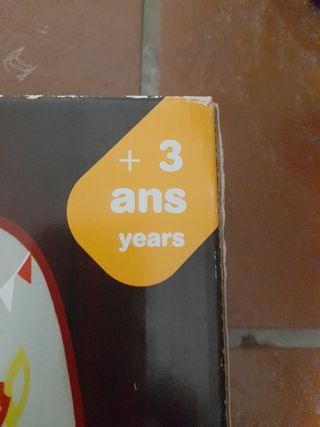 + 3
ans
years